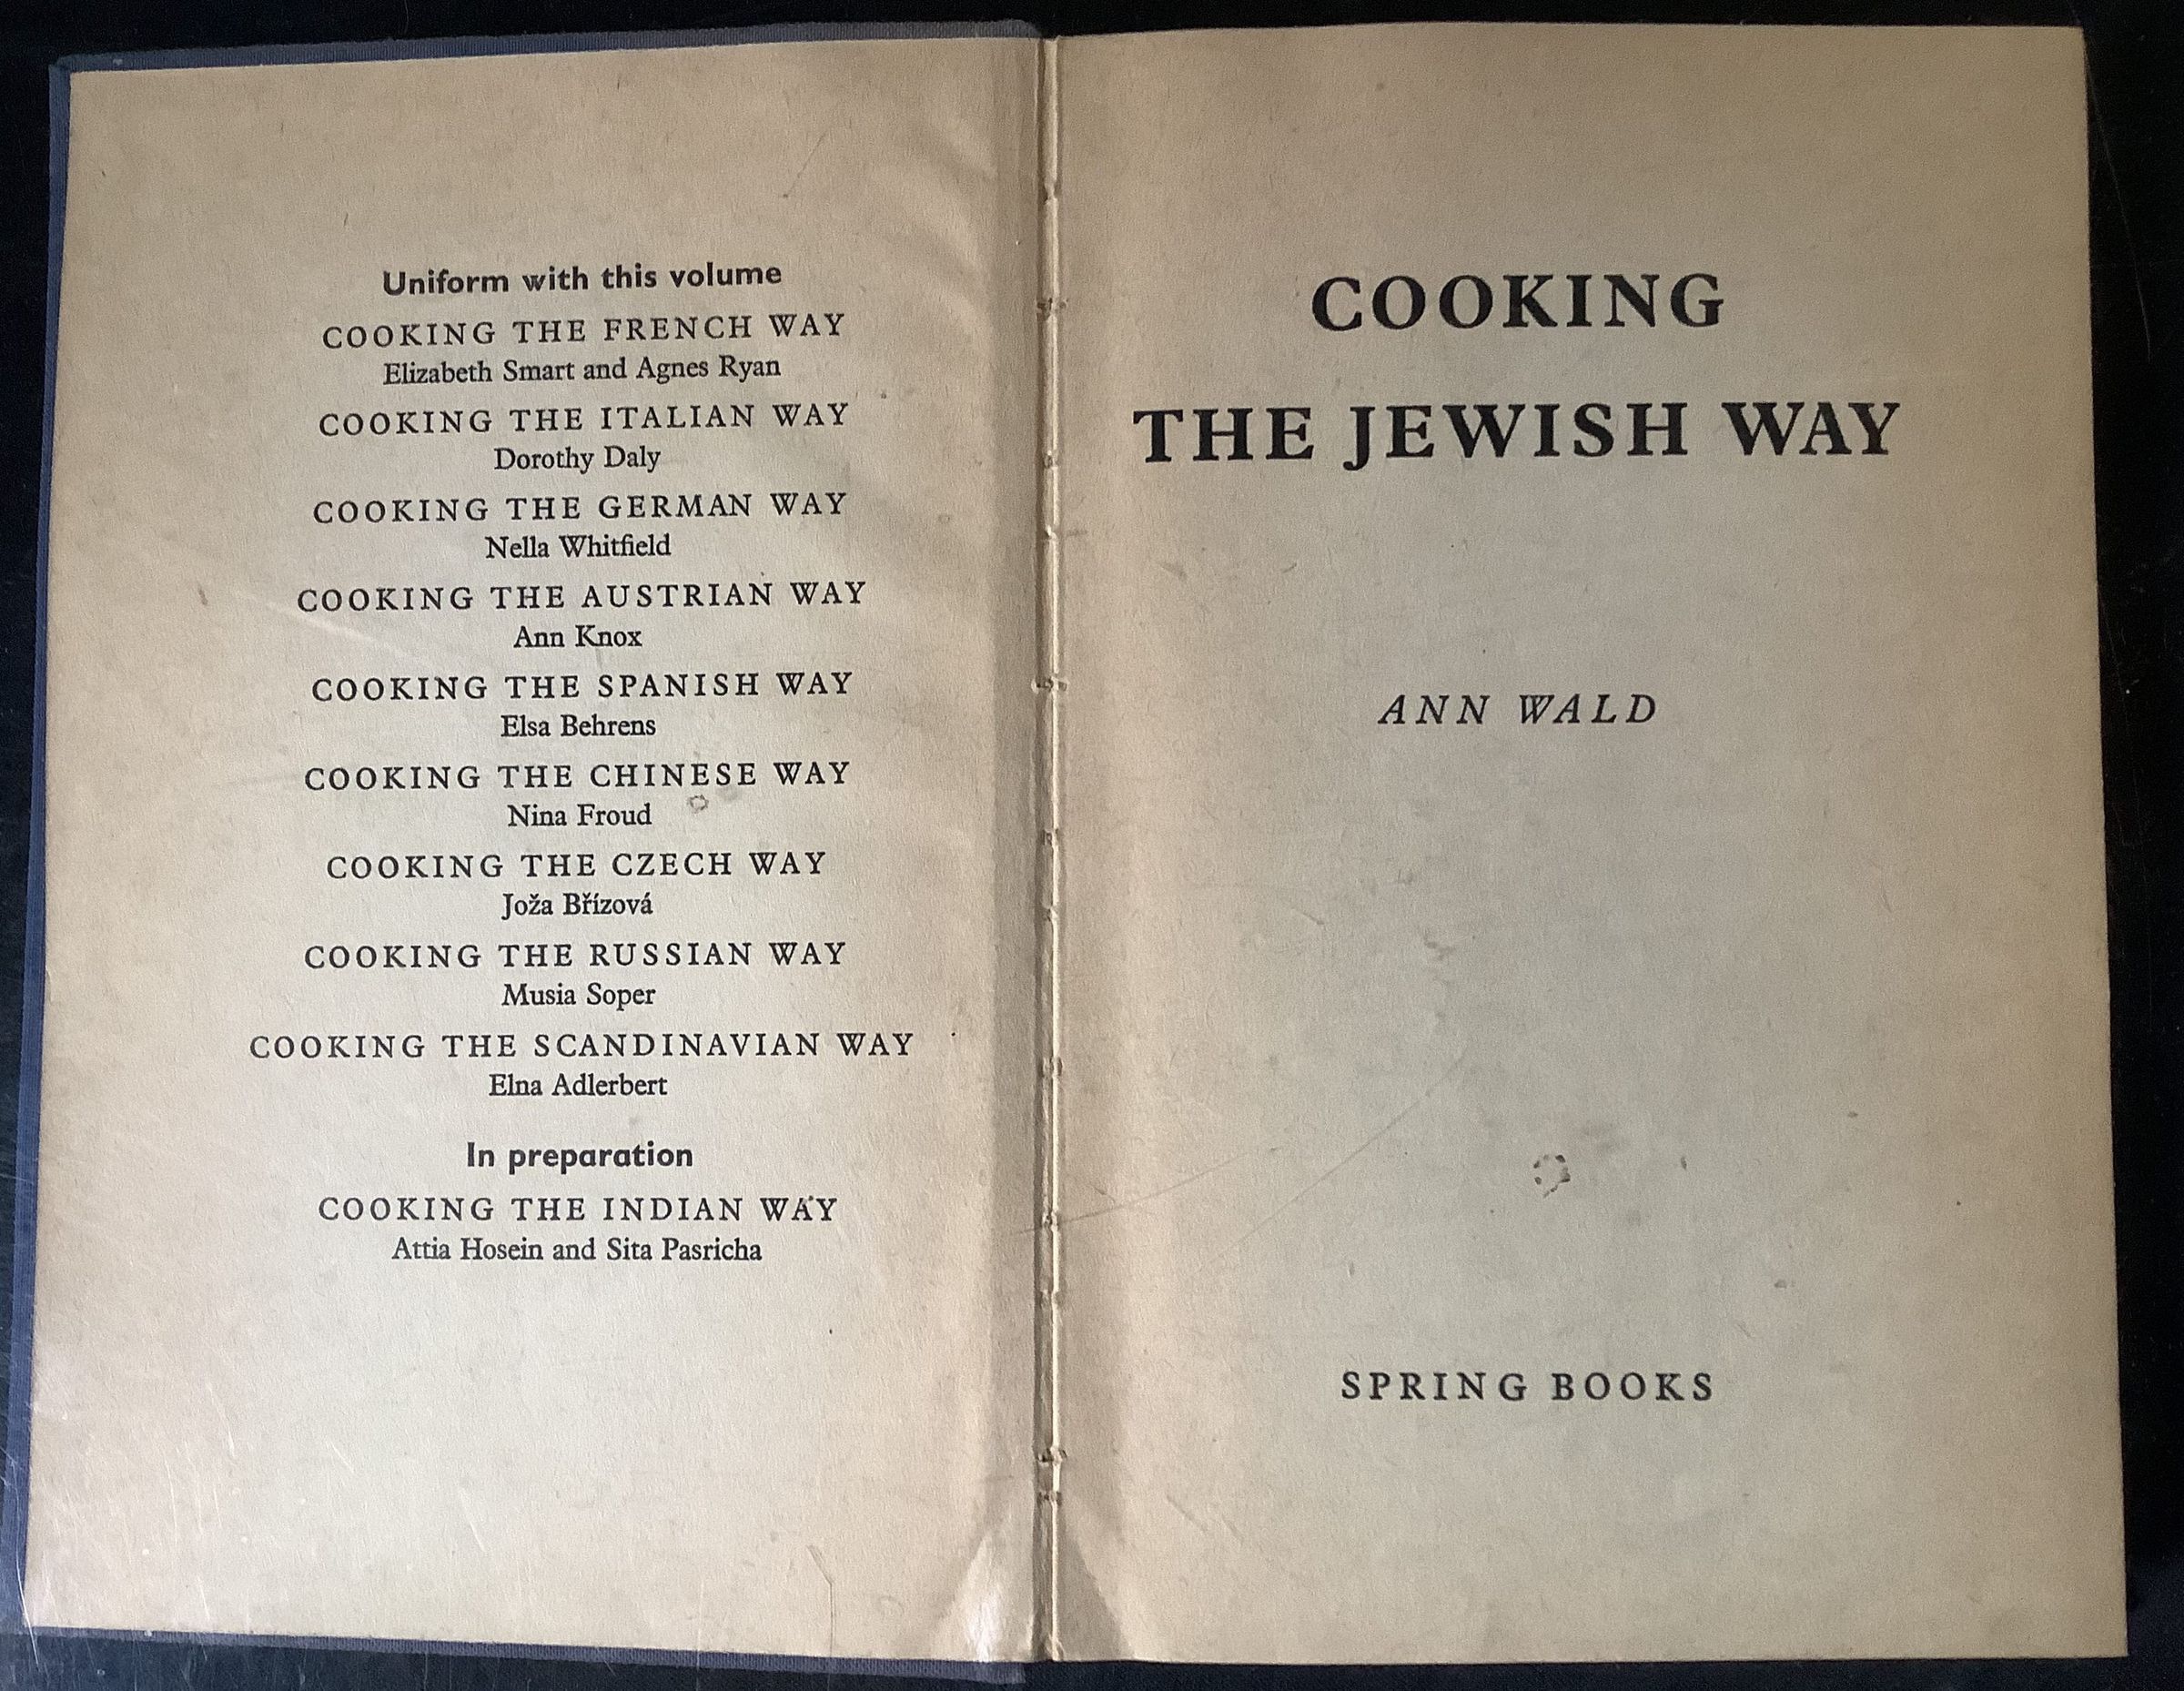 Uniform with this volume
COOKING THE FRENCH WAY
Elizabeth Smart and Agnes Ryan
COOKING THE ITALIAN WAY
Dorothy Daly
COOKING THE GERMAN WAY
Nella Whitfield
COOKING THE AUSTRIAN WAY
Ann Knox
COOKING THE SPANISH WAY
Elsa Behrens
COOKING THE CHINESE WAY
Nina Froud
COOKING THE CZECH WAY
Joža Břízová
COOKING THE RUSSIAN WAY
Musia Soper
COOKING THE SCANDINAVIAN WAY
Elna Adlerbert
In preparation
COOKING THE INDIAN WAY
Attia Hosein and Sita Pasricha
COOKING
THE JEWISH WAY
ANN WALD
SPRING BOOKS